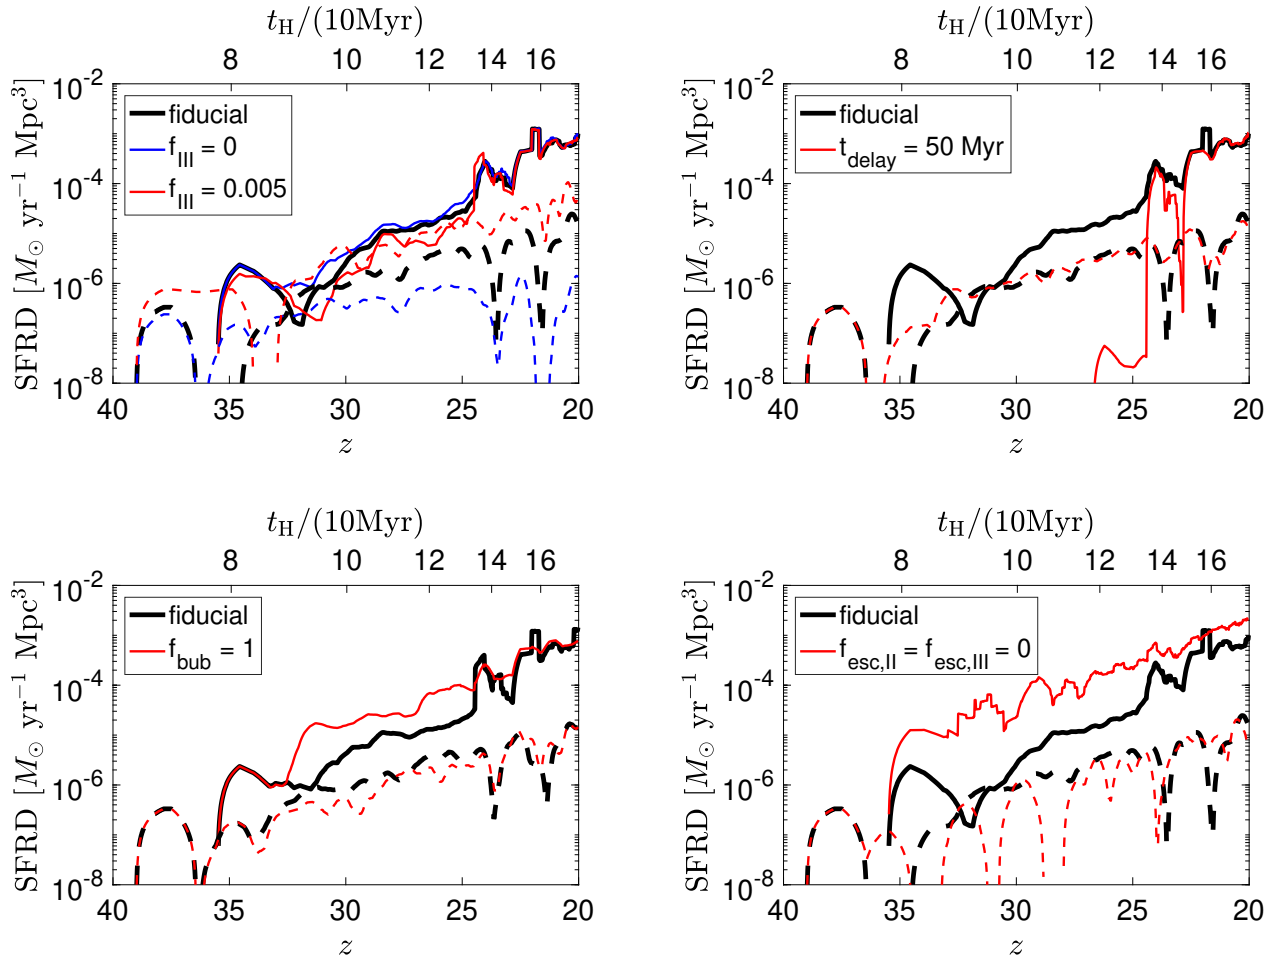 t_H/(10Myr)
8 10 12 14 16
SFRD [M_⊙ yr^−1 Mpc^3]
10^-2
10^-4
10^-6
10^-8
fiducial
f_III = 0
f_III = 0.005
40 35 30 25 20
z
t_H/(10Myr)
8 10 12 14 16
SFRD [M_⊙ yr^−1 Mpc^3]
10^-2
10^-4
10^-6
10^-8
fiducial
t_delay = 50 Myr
40 35 30 25 20
z
t_H/(10Myr)
8 10 12 14 16
SFRD [M_⊙ yr^−1 Mpc^3]
10^-2
10^-4
10^-6
10^-8
fiducial
f_bub = 1
40 35 30 25 20
z
t_H/(10Myr)
8 10 12 14 16
SFRD [M_⊙ yr^−1 Mpc^3]
10^-2
10^-4
10^-6
10^-8
fiducial
f_esc,II = f_esc,III = 0
40 35 30 25 20
z